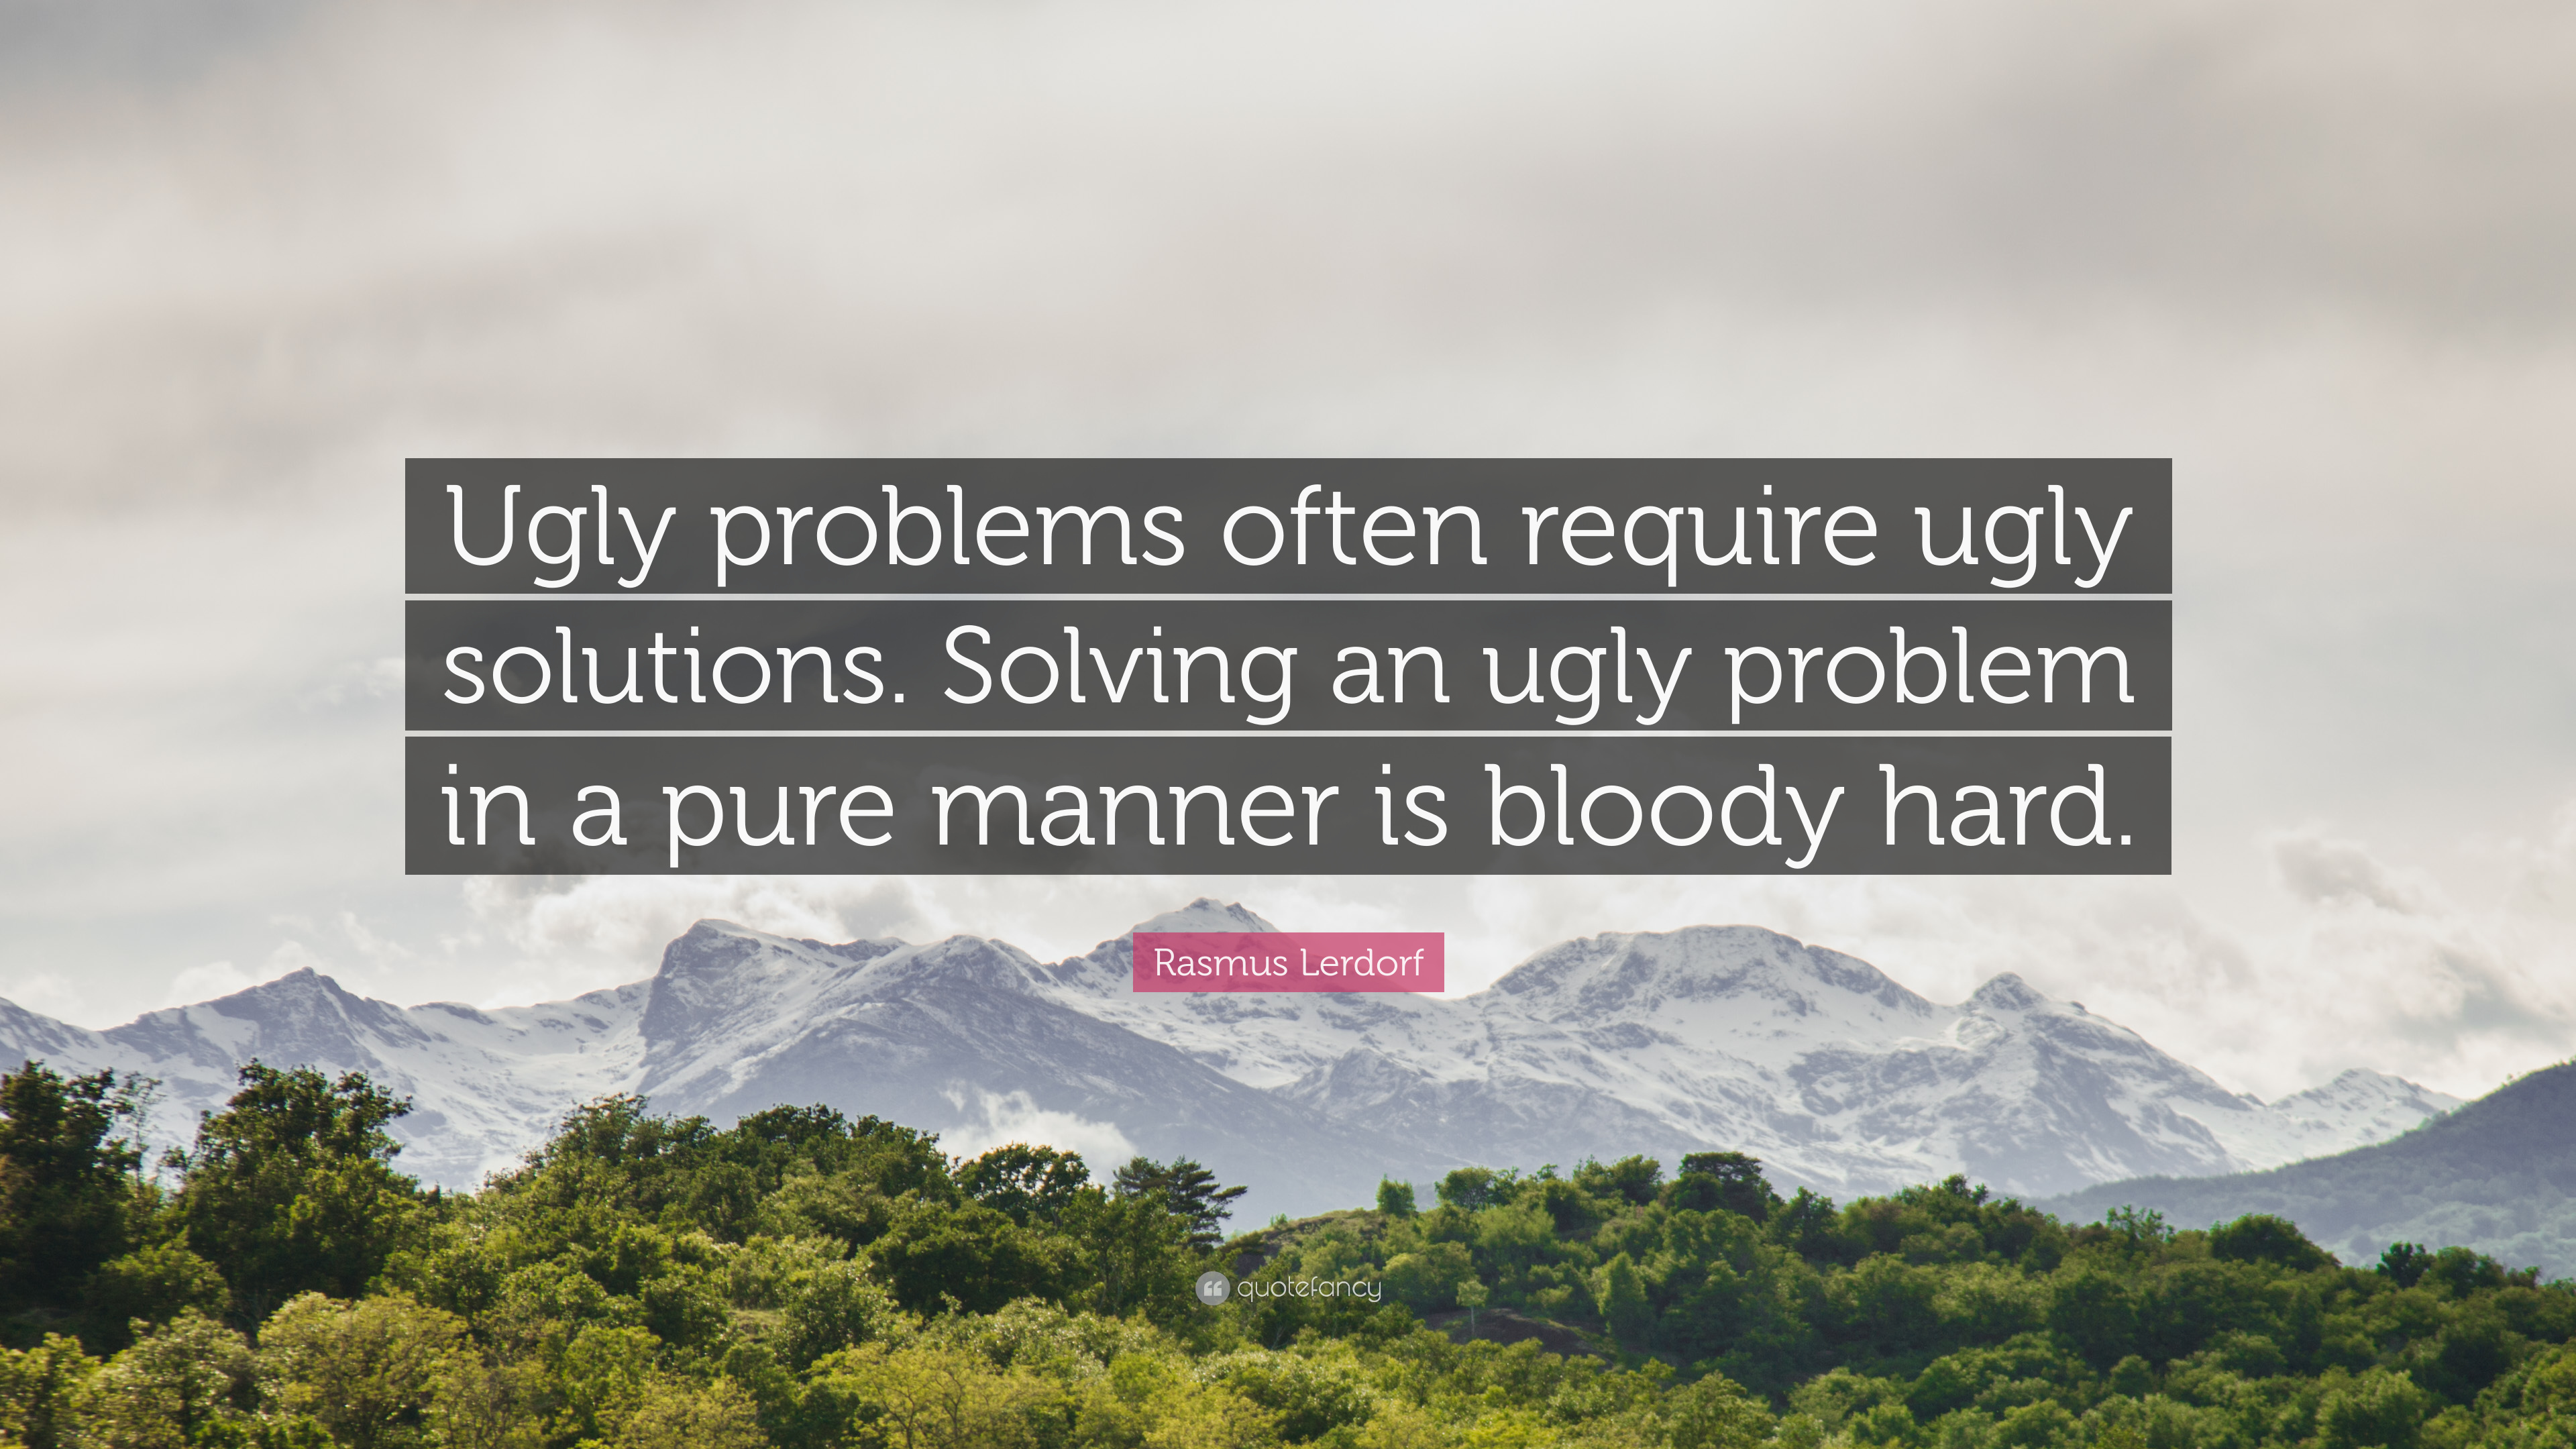 Ugly problems often require ugly
solutions. Solving an ugly problem
in a pure manner is bloody hard.
Rasmus Lerdorf
quotefancy